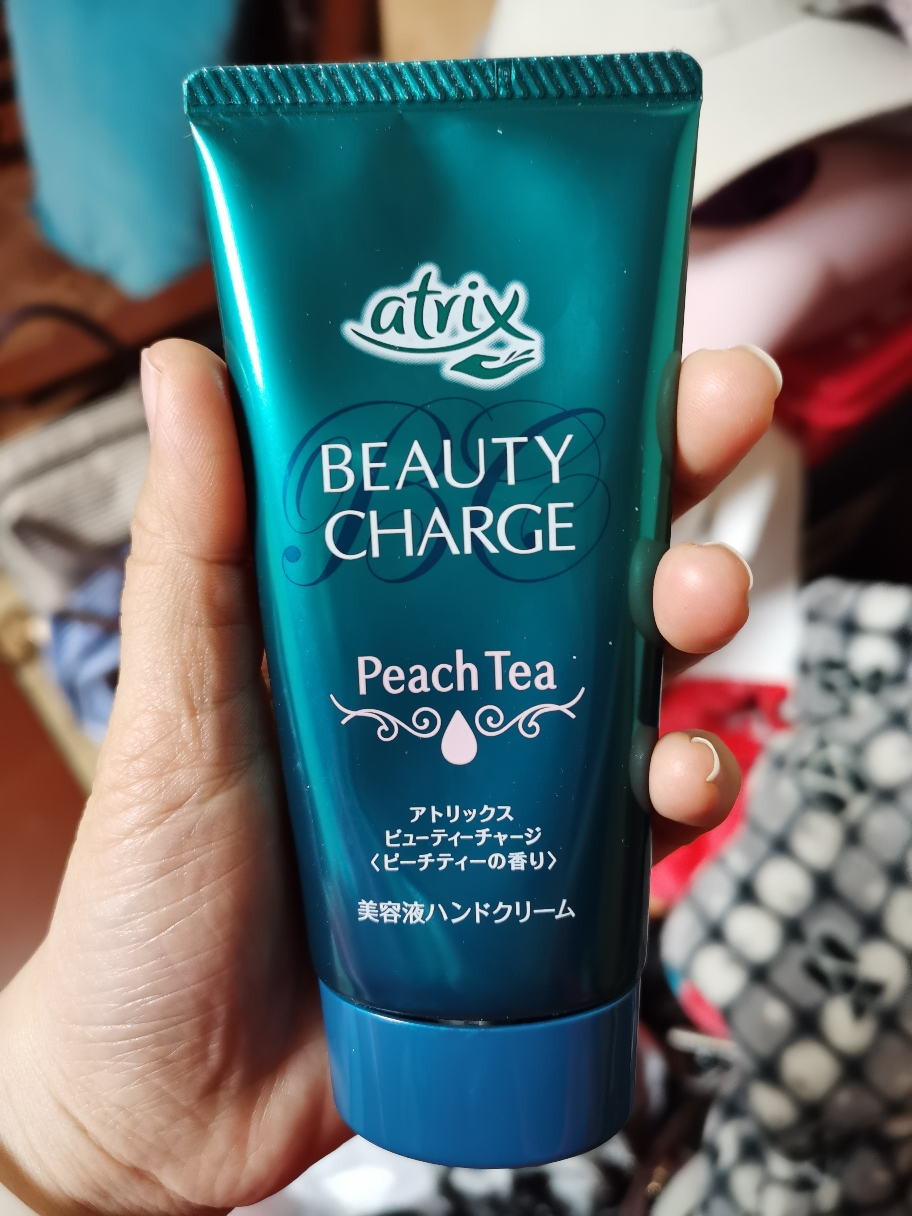 atrix
BC
BEAUTY
CHARGE
Peach Tea
アトリックス
ビューティーチャージ
〈ピーチティーの香り〉
美容液ハンドクリーム